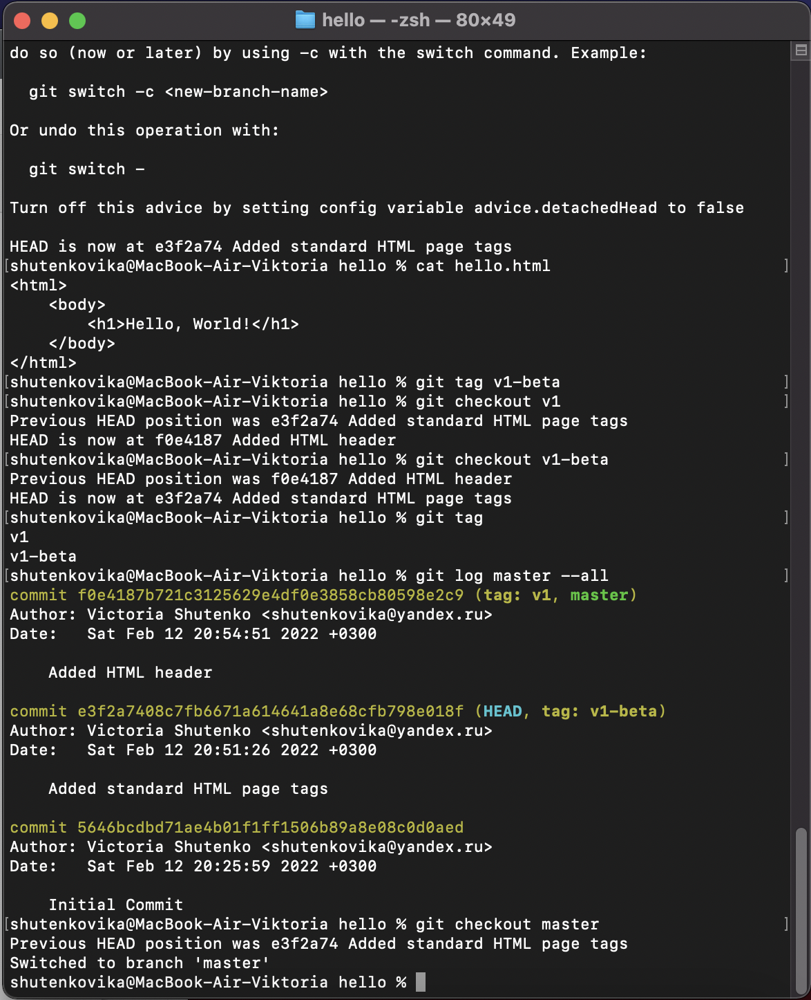 hello — -zsh — 80×49
do so (now or later) by using -c with the switch command. Example:
  git switch -c <new-branch-name>
Or undo this operation with:
  git switch -
Turn off this advice by setting config variable advice.detachedHead to false
HEAD is now at e3f2a74 Added standard HTML page tags
[shutenkovika@MacBook-Air-Viktoria hello % cat hello.html ]
<html>
    <body>
        <h1>Hello, World!</h1>
    </body>
</html>
[shutenkovika@MacBook-Air-Viktoria hello % git tag v1-beta ]
[shutenkovika@MacBook-Air-Viktoria hello % git checkout v1 ]
Previous HEAD position was e3f2a74 Added standard HTML page tags
HEAD is now at f0e4187 Added HTML header
[shutenkovika@MacBook-Air-Viktoria hello % git checkout v1-beta ]
Previous HEAD position was f0e4187 Added HTML header
HEAD is now at e3f2a74 Added standard HTML page tags
[shutenkovika@MacBook-Air-Viktoria hello % git tag ]
v1
v1-beta
[shutenkovika@MacBook-Air-Viktoria hello % git log master --all ]
commit f0e4187b721c3125629e4df0e3858cb80598e2c9 (tag: v1, master)
Author: Victoria Shutenko <shutenkovika@yandex.ru>
Date:   Sat Feb 12 20:54:51 2022 +0300
    Added HTML header
commit e3f2a7408c7fb6671a614641a8e68cfb798e018f (HEAD, tag: v1-beta)
Author: Victoria Shutenko <shutenkovika@yandex.ru>
Date:   Sat Feb 12 20:51:26 2022 +0300
    Added standard HTML page tags
commit 5646bcdbd71ae4b01f1ff1506b89a8e08c0d0aed
Author: Victoria Shutenko <shutenkovika@yandex.ru>
Date:   Sat Feb 12 20:25:59 2022 +0300
    Initial Commit
[shutenkovika@MacBook-Air-Viktoria hello % git checkout master ]
Previous HEAD position was e3f2a74 Added standard HTML page tags
Switched to branch 'master'
shutenkovika@MacBook-Air-Viktoria hello %